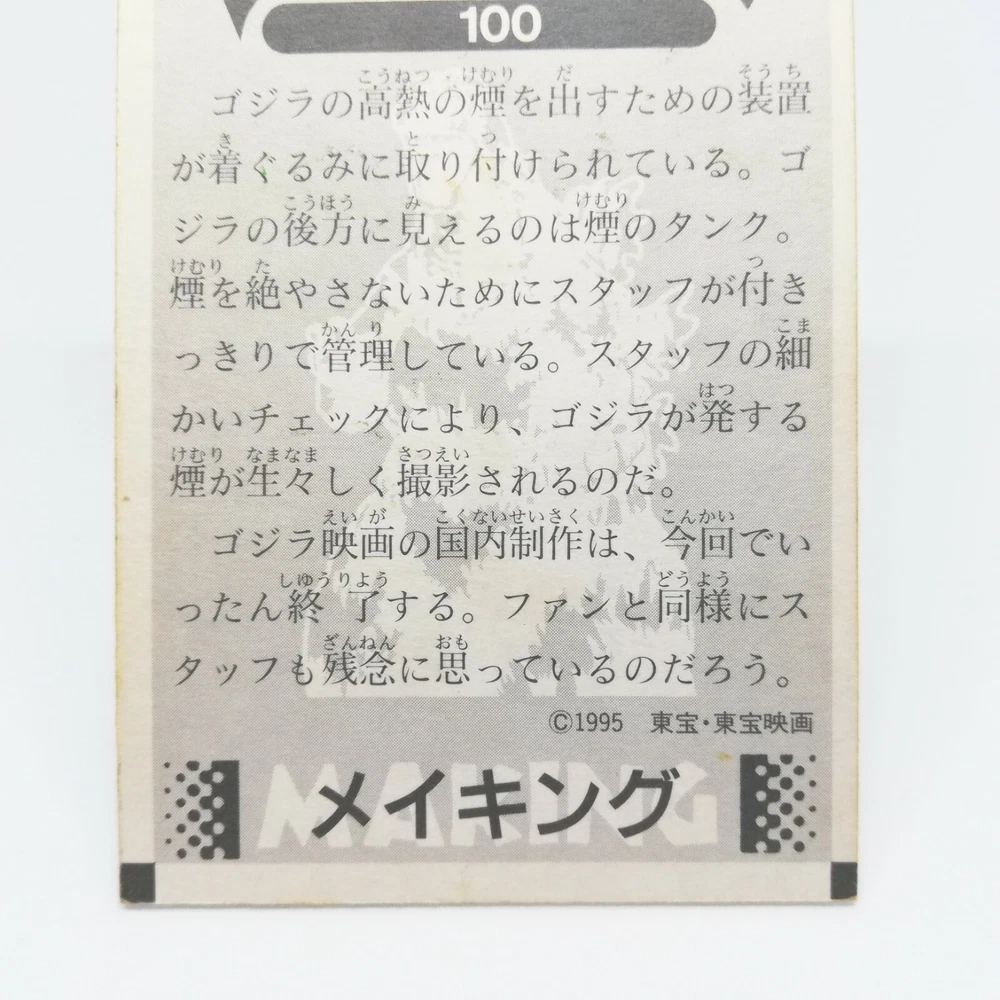 100
ゴジラの高熱の煙を出すための装置
が着ぐるみに取り付けられている。ゴ
ジラの後方に見えるのは煙のタンク。
煙を絶やさないためにスタッフが付き
っきりで管理している。スタッフの細
かいチェックにより、ゴジラが発する
煙が生々しく撮影されるのだ。
ゴジラ映画の国内制作は、今回でい
ったん終了する。ファンと同様にス
タッフも残念に思っているのだろう。
©1995 東宝・東宝映画
メイキング
MAKING